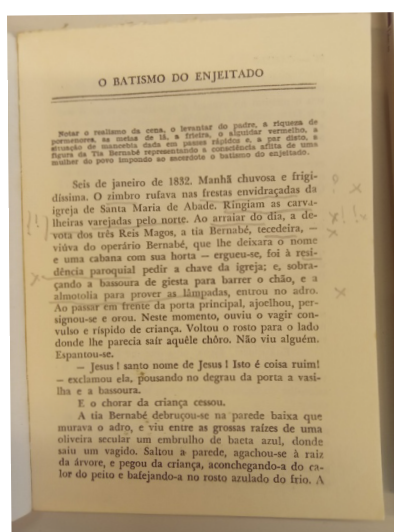 O BATISMO DO ENJEITADO
Notar o realismo da cena, o levantar do padre, a riqueza de
pormenores, as meias de lã, a frieira, o alguidar vermelho, a
situação de mancebia dada em passes rápidos e, a par disto, a
figura da Tia Bernabé representando a consciência aflita de uma
mulher do povo impondo ao sacerdote o batismo do enjeitado.
Seis de janeiro de 1832. Manhã chuvosa e frigi-
díssima. O zimbro rufava nas frestas envidraçadas da
igreja de Santa Maria de Abade. Ringiam as carva-
lheiras varejadas pelo norte. Ao arraiar do dia, a de-
vota dos três Reis Magos, a tia Bernabé, tecedeira, —
viúva do operário Bernabé, que lhe deixara o nome
e uma cabana com sua horta — ergueu-se, foi à resi-
dência paroquial pedir a chave da igreja; e, sobra-
çando a bassoura de giesta para barrer o chão, e a
almotolia para prover as lâmpadas, entrou no adro.
Ao passar em frente da porta principal, ajoelhou, per-
signou-se e orou. Neste momento, ouviu o vagir con-
vulso e ríspido de criança. Voltou o rosto para o lado
donde lhe parecia saír aquêle chôro. Não viu alguém.
Espantou-se.
— Jesus! santo nome de Jesus! Isto é coisa ruim!
— exclamou ela, pousando no degrau da porta a vasi-
lha e a bassoura.
E o chorar da criança cessou.
A tia Bernabé debruçou-se na parede baixa que
murava o adro, e viu entre as grossas raízes de uma
oliveira secular um embrulho de baeta azul, donde
saiu um vagido. Saltou a parede, agachou-se à raiz
da árvore, e pegou da criança, aconchegando-a do ca-
lor do peito e bafejando-a no rosto azulado do frio. A